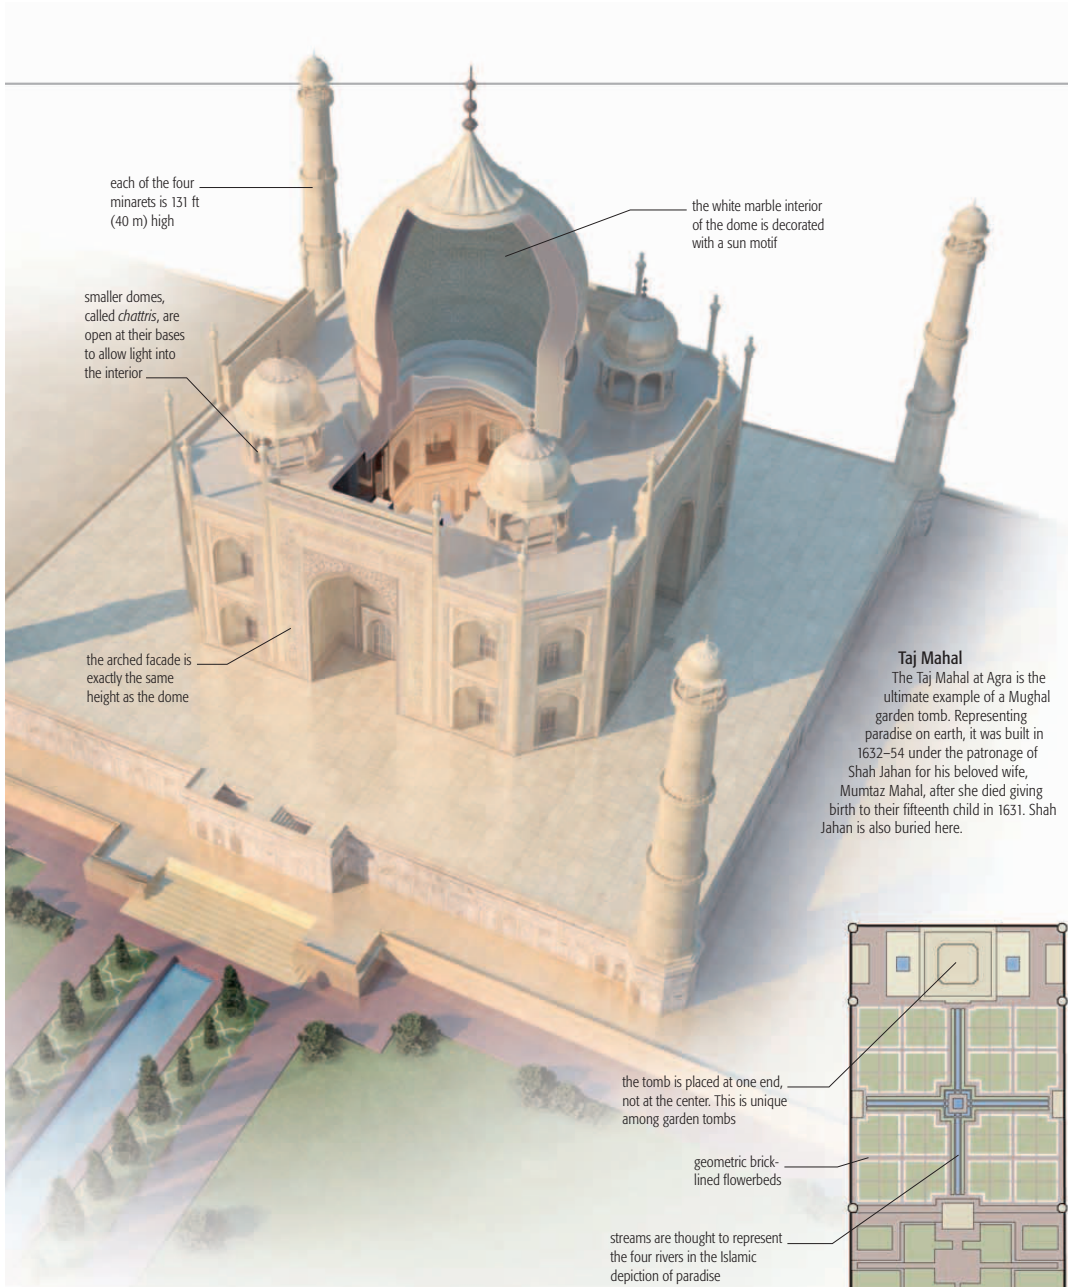 each of the four
minarets is 131 ft
(40 m) high
the white marble interior
of the dome is decorated
with a sun motif
smaller domes,
called chattris, are
open at their bases
to allow light into
the interior
the arched facade is
exactly the same
height as the dome
Taj Mahal
The Taj Mahal at Agra is the
ultimate example of a Mughal
garden tomb. Representing
paradise on earth, it was built in
1632–54 under the patronage of
Shah Jahan for his beloved wife,
Mumtaz Mahal, after she died giving
birth to their fifteenth child in 1631. Shah
Jahan is also buried here.
the tomb is placed at one end,
not at the center. This is unique
among garden tombs
geometric brick-
lined flowerbeds
streams are thought to represent
the four rivers in the Islamic
depiction of paradise